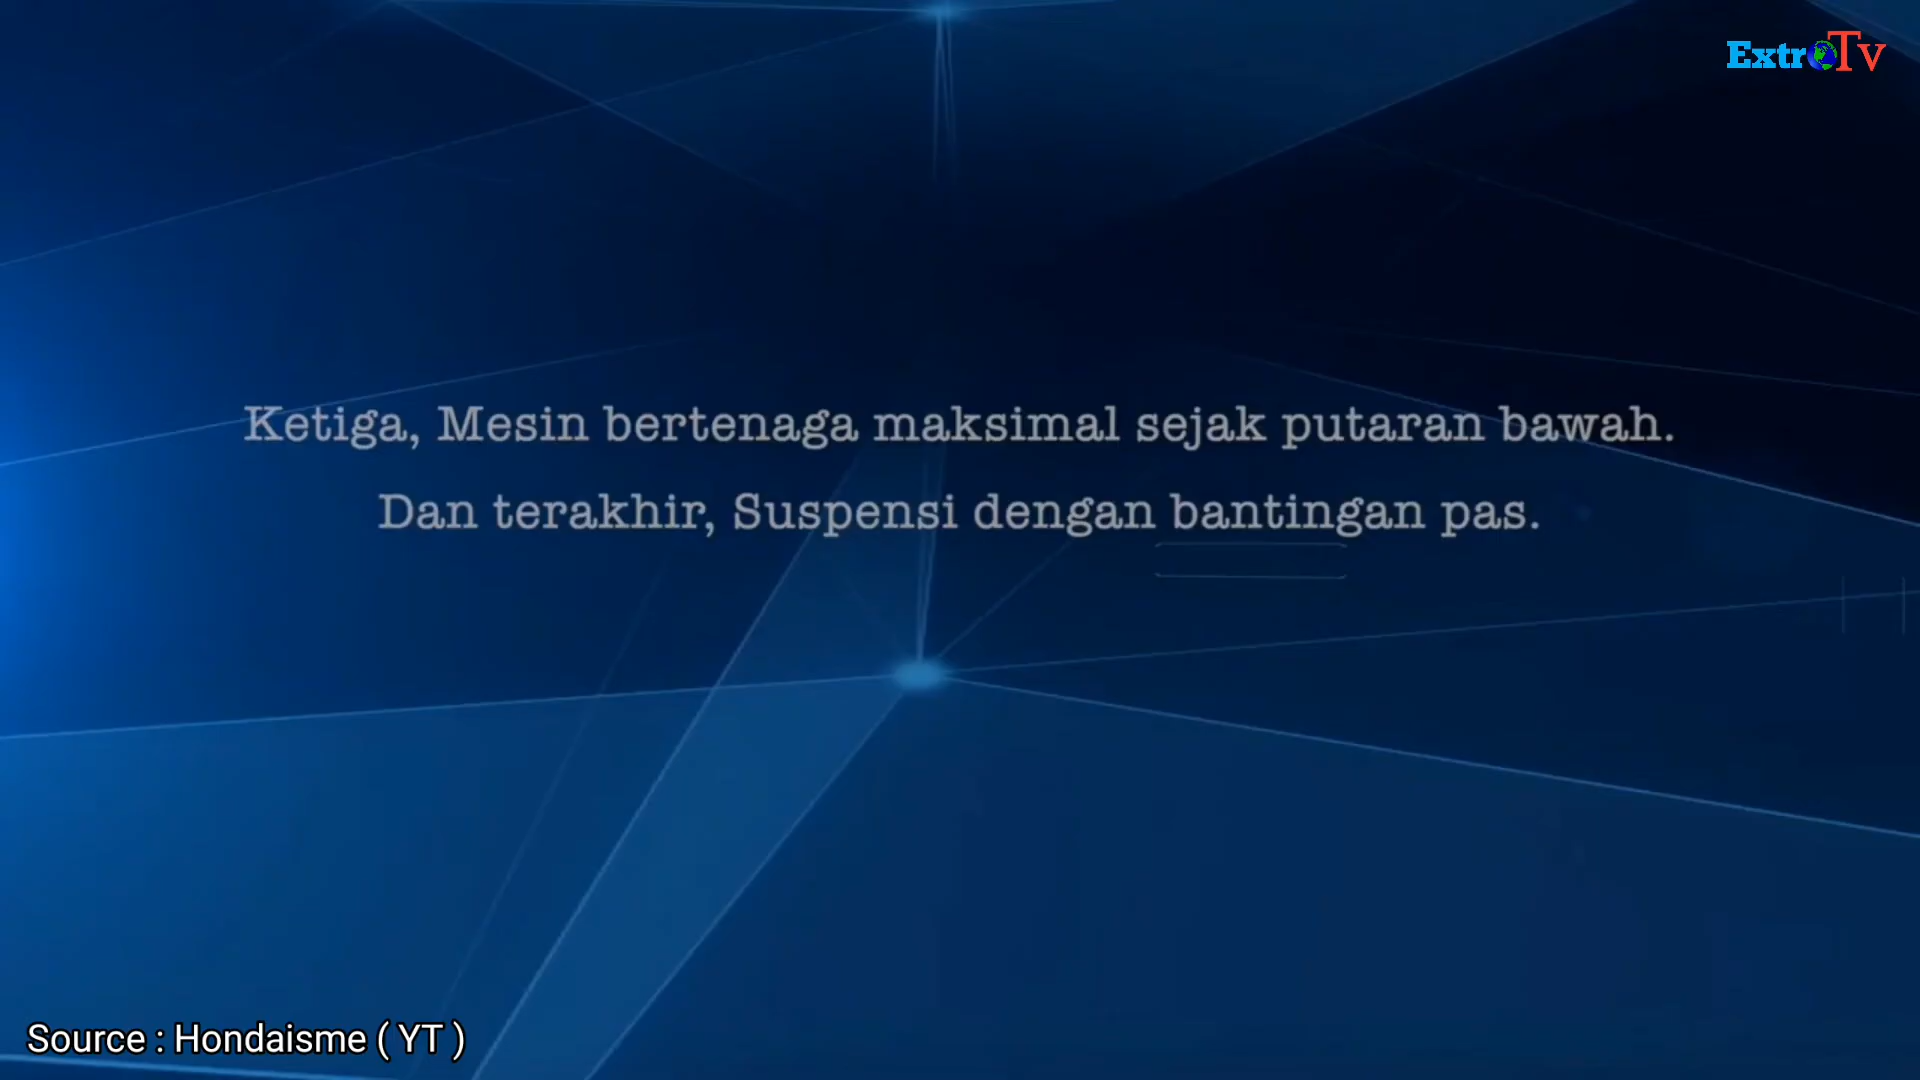 ExtroTv
Ketiga, Mesin bertenaga maksimal sejak putaran bawah.
Dan terakhir, Suspensi dengan bantingan pas.
Source : Hondaisme ( YT )